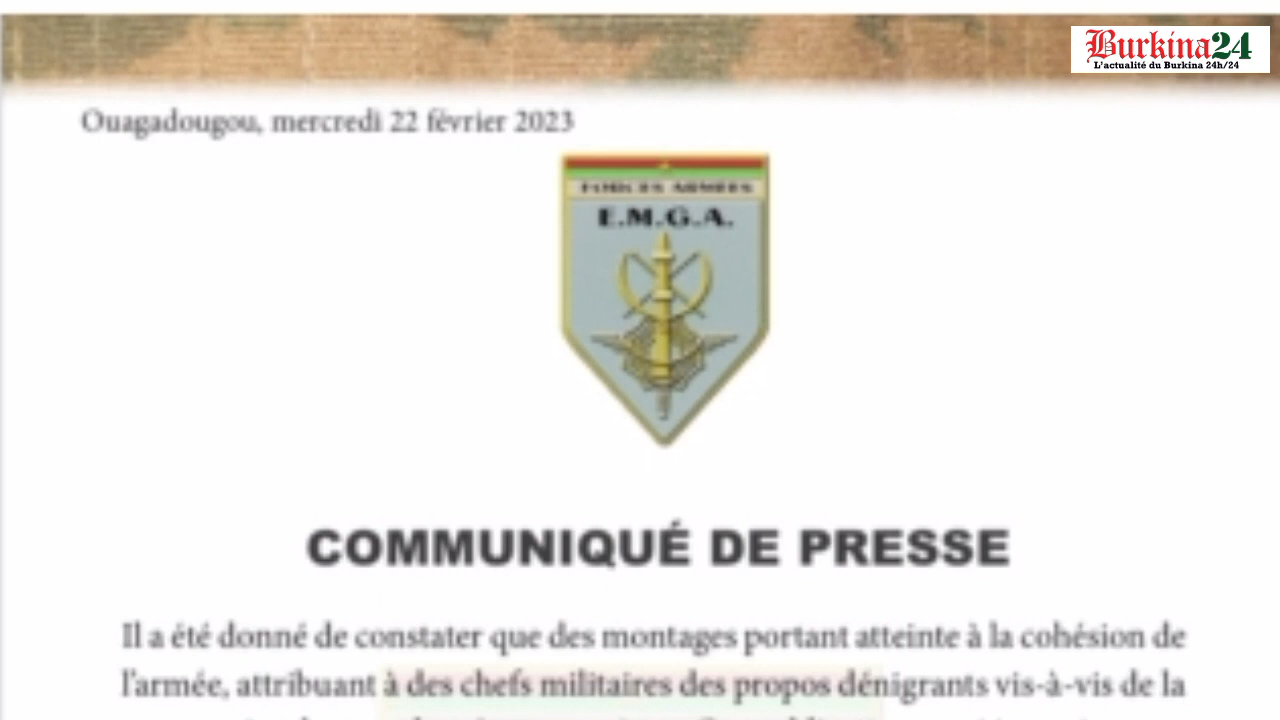 Burkina24
L'actualité du Burkina 24h/24
Ouagadougou, mercredi 22 février 2023
FORCES ARMÉES
E.M.G.A.
COMMUNIQUÉ DE PRESSE
Il a été donné de constater que des montages portant atteinte à la cohésion de
l'armée, attribuant à des chefs militaires des propos dénigrants vis-à-vis de la